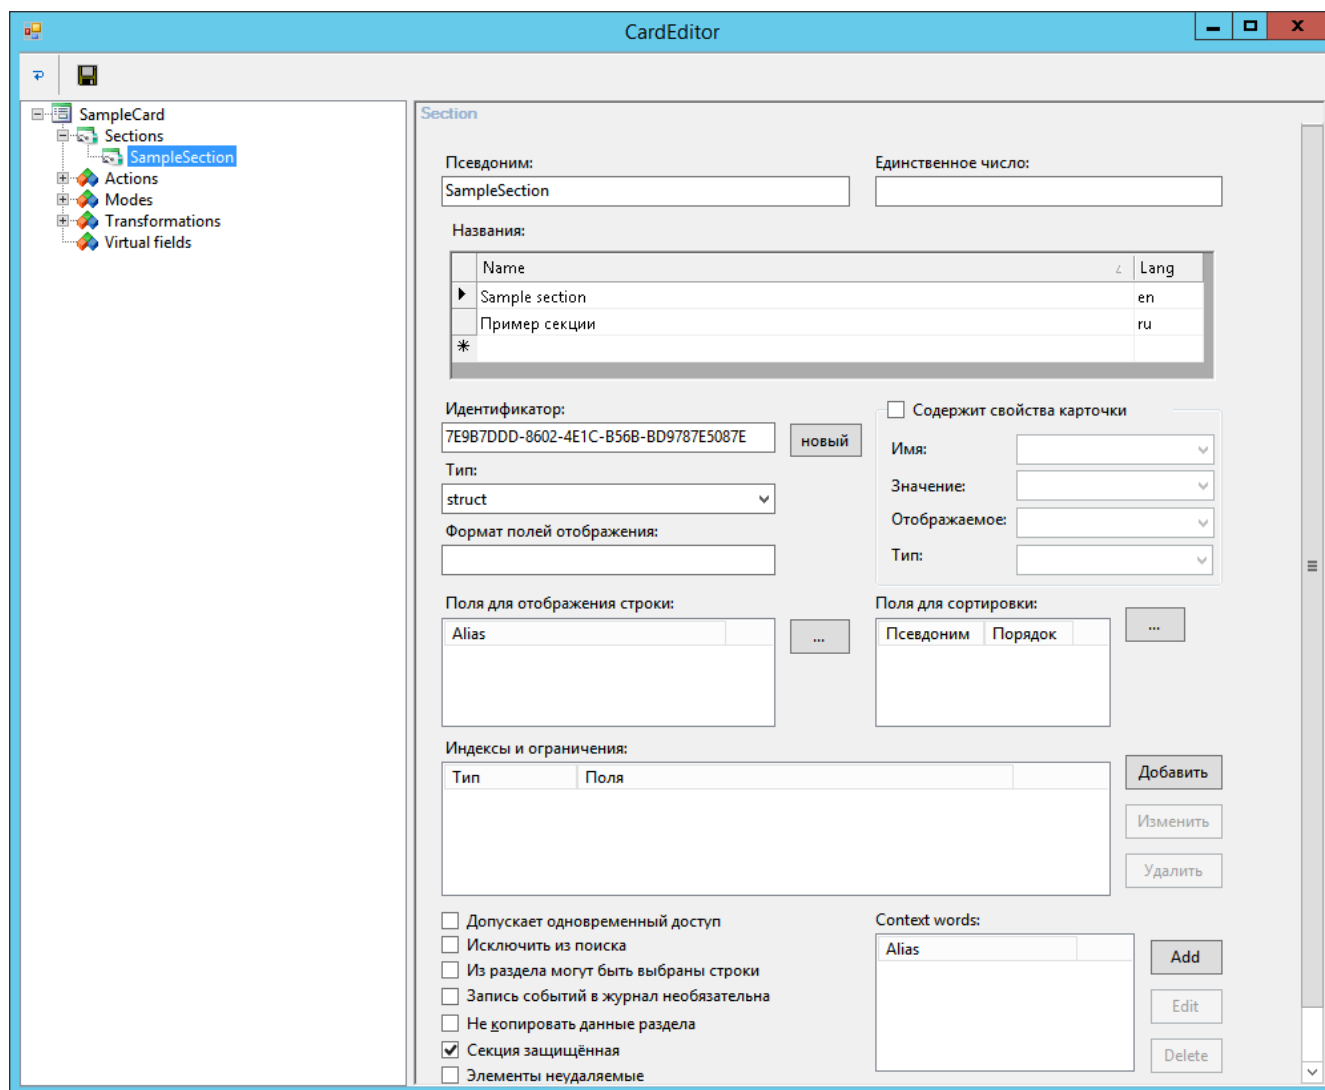 CardEditor
SampleCard
Sections
SampleSection
Actions
Modes
Transformations
Virtual fields
Section
Псевдоним:
Единственное число:
SampleSection
Названия:
Name Lang
Sample section en
Пример секции ru
Идентификатор:
7E9B7DDD-8602-4E1C-B56B-BD9787E5087E
новый
Тип:
struct
Формат полей отображения:
Содержит свойства карточки
Имя:
Значение:
Отображаемое:
Тип:
Поля для отображения строки:
Alias
...
Поля для сортировки:
Псевдоним Порядок
...
Индексы и ограничения:
Тип Поля
Добавить
Изменить
Удалить
Допускает одновременный доступ
Исключить из поиска
Из раздела могут быть выбраны строки
Запись событий в журнал необязательна
Не копировать данные раздела
Секция защищённая
Элементы неудаляемые
Context words:
Alias
Add
Edit
Delete